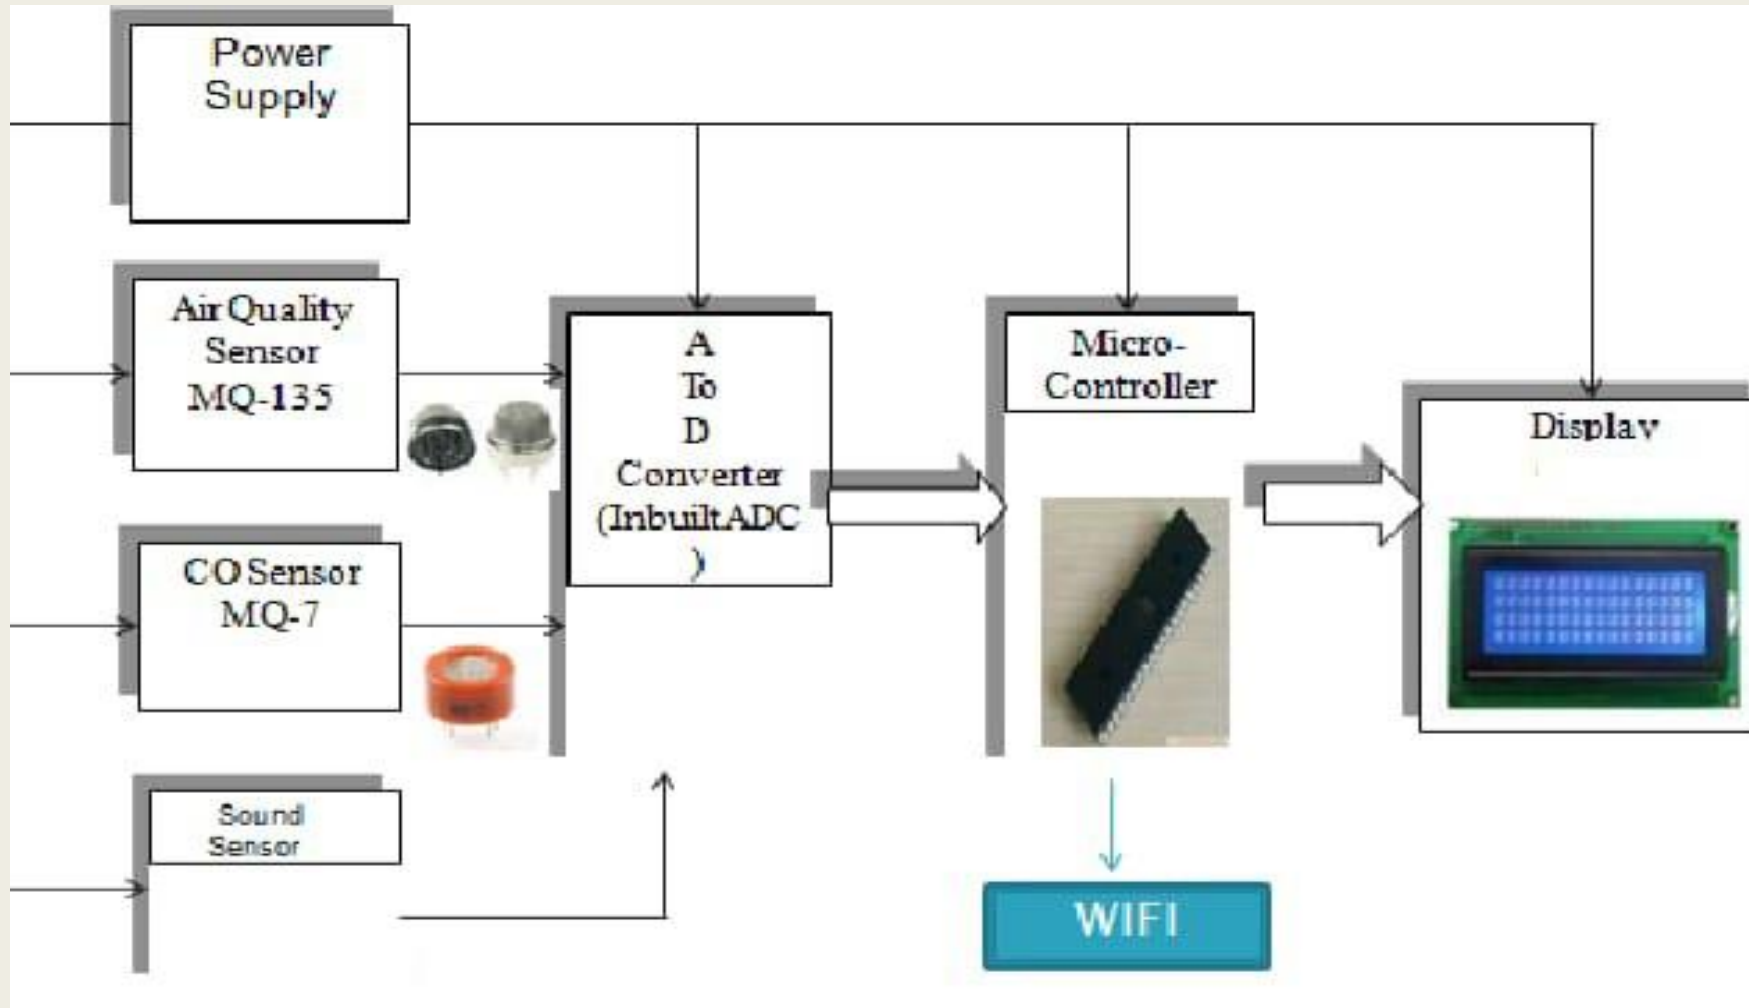 Power
Supply
Air Quality
Sensor
MQ-135
CO Sensor
MQ-7
Sound
Sensor
A
To
D
Converter
(Inbuilt ADC
)
Micro-
Controller
Display
WIFI